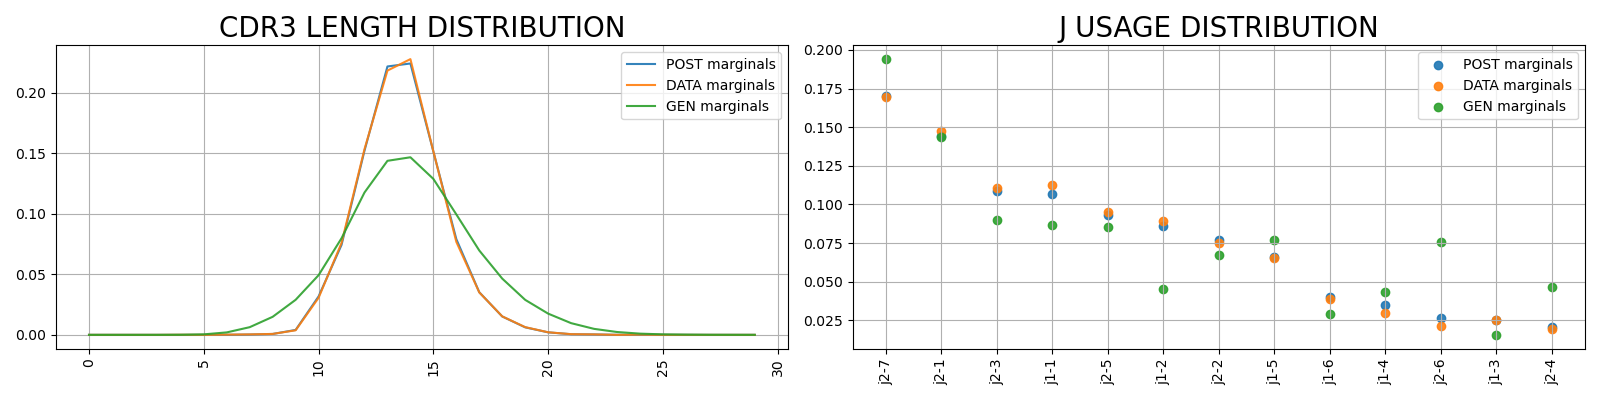 CDR3 LENGTH DISTRIBUTION
POST marginals
DATA marginals
GEN marginals
0.20
0.15
0.10
0.05
0.00
0
5
10
15
20
25
30
J USAGE DISTRIBUTION
POST marginals
DATA marginals
GEN marginals
0.200
0.175
0.150
0.125
0.100
0.075
0.050
0.025
j2-7
j2-1
j2-3
j1-1
j2-5
j1-2
j2-2
j1-5
j1-6
j1-4
j2-6
j1-3
j2-4